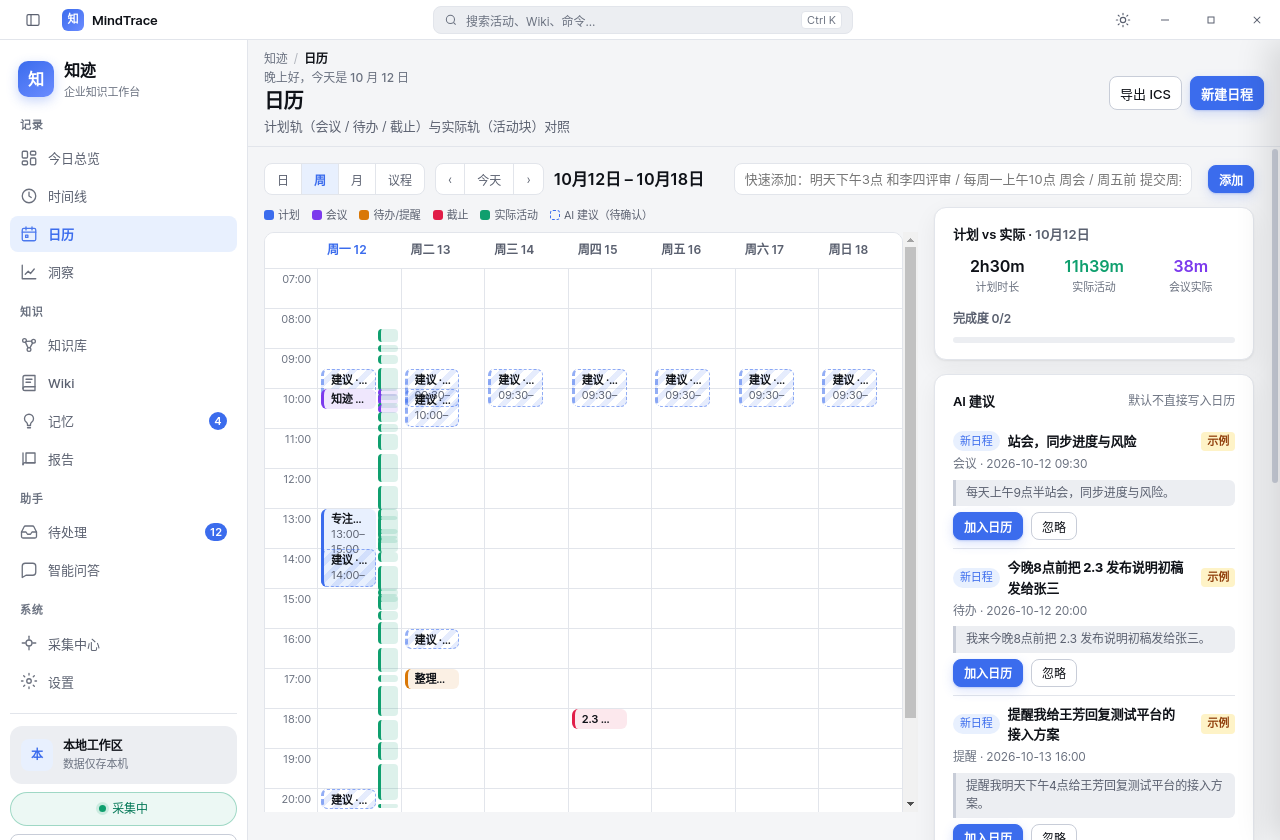 知 MindTrace
搜索活动、Wiki、命令...
Ctrl K
知
知迹
企业知识工作台
记录
今日总览
时间线
日历
洞察
知识
知识库
Wiki
记忆 4
报告
助手
待处理 12
智能问答
系统
采集中心
设置
本
本地工作区
数据仅存本机
采集中
知迹 / 日历
晚上好，今天是 10 月 12 日
日历
计划轨（会议 / 待办 / 截止）与实际轨（活动块）对照
导出 ICS
新建日程
日 周 月 议程
‹ 今天 ›
10月12日 – 10月18日
快速添加：明天下午3点 和李四评审 / 每周一上午10点 周会 / 周五前 提交周:
添加
计划 会议 待办/提醒 截止 实际活动 AI 建议（待确认）
周一 12 周二 13 周三 14 周四 15 周五 16 周六 17 周日 18
07:00
08:00
09:00
建议 ·... 建议 ·... 建议 ·... 建议 ·... 建议 ·... 建议 ·... 建议 ·...
09:30– 09:30– 09:30– 09:30– 09:30–
10:00
知迹 ... 建议 ·...
10:00–
11:00
12:00
13:00
专注...
13:00–
15:00
14:00
建议 ·...
14:00–
15:00
16:00
建议 ·...
17:00
整理...
18:00
2.3 ...
19:00
20:00
建议 ·...
计划 vs 实际 · 10月12日
2h30m 11h39m 38m
计划时长 实际活动 会议实际
完成度 0/2
AI 建议
默认不直接写入日历
新日程 站会，同步进度与风险 示例
会议 · 2026-10-12 09:30
每天上午9点半站会，同步进度与风险。
加入日历 忽略
新日程 今晚8点前把 2.3 发布说明初稿 示例
发给张三
待办 · 2026-10-12 20:00
我来今晚8点前把 2.3 发布说明初稿发给张三。
加入日历 忽略
新日程 提醒我给王芳回复测试平台的 示例
接入方案
提醒 · 2026-10-13 16:00
提醒我明天下午4点给王芳回复测试平台的接入方
案。
加入日历 忽略